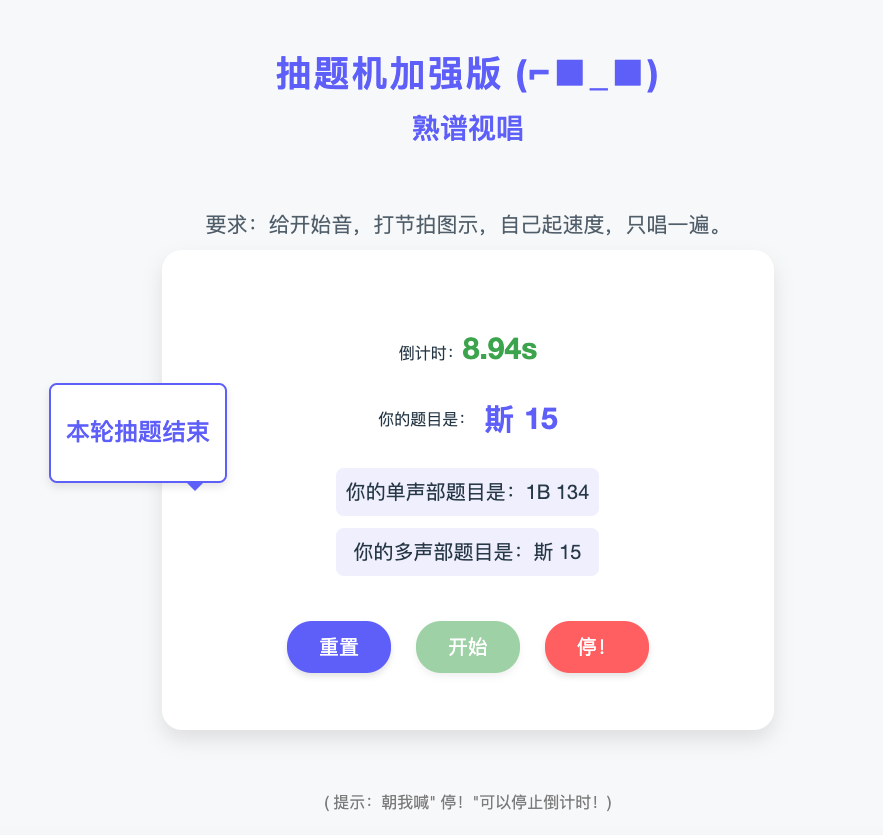 抽题机加强版 (⌐■_■)
熟谱视唱
要求：给开始音，打节拍图示，自己起速度，只唱一遍。
倒计时：8.94s
本轮抽题结束
你的题目是： 斯 15
你的单声部题目是：1B 134
你的多声部题目是：斯 15
重置 开始 停！
( 提示：朝我喊" 停！"可以停止倒计时！)